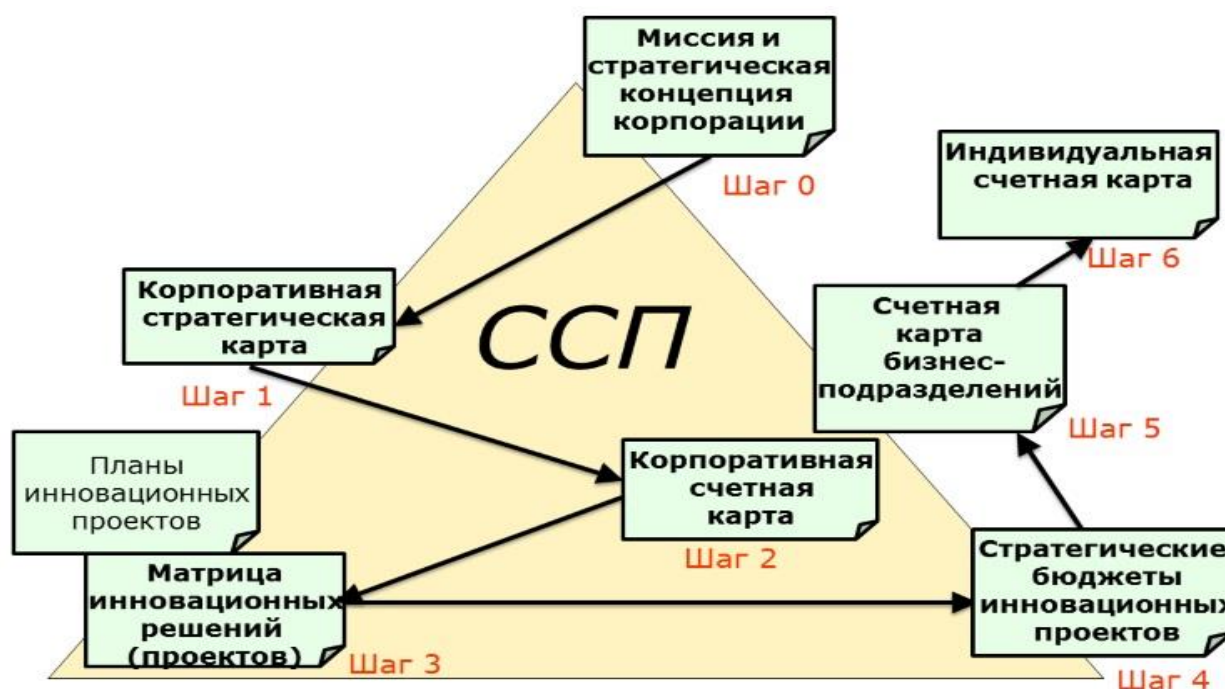 Миссия и
стратегическая
концепция
корпорации
Шаг 0
Индивидуальная
счетная карта
Шаг 6
Корпоративная
стратегическая
карта
Шаг 1
ССП
Счетная
карта
бизнес-
подразделений
Шаг 5
Планы
инновационных
проектов
Корпоративная
счетная
карта
Шаг 2
Матрица
инновационных
решений
(проектов)
Шаг 3
Стратегические
бюджеты
инновационных
проектов
Шаг 4